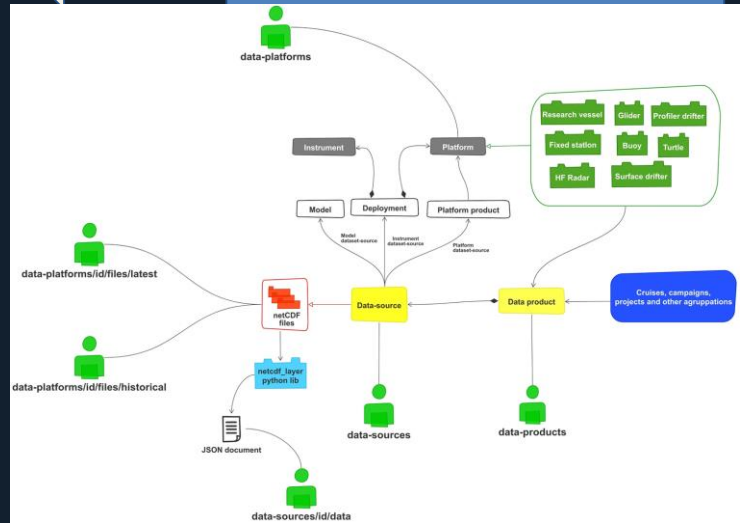 data-platforms
Research vessel
Glider
Profiler drifter
Fixed station
Buoy
Turtle
HF Radar
Surface drifter
Instrument
Platform
Model
Deployment
Platform product
Model
dataset-source
Instrument
dataset-source
Platform
dataset-source
data-platforms/id/files/latest
netCDF
files
Data-source
Data product
Cruises, campaigns,
projects and other agruppations
data-platforms/id/files/historical
netcdf_layer
python lib
JSON document
data-sources
data-products
data-sources/id/data